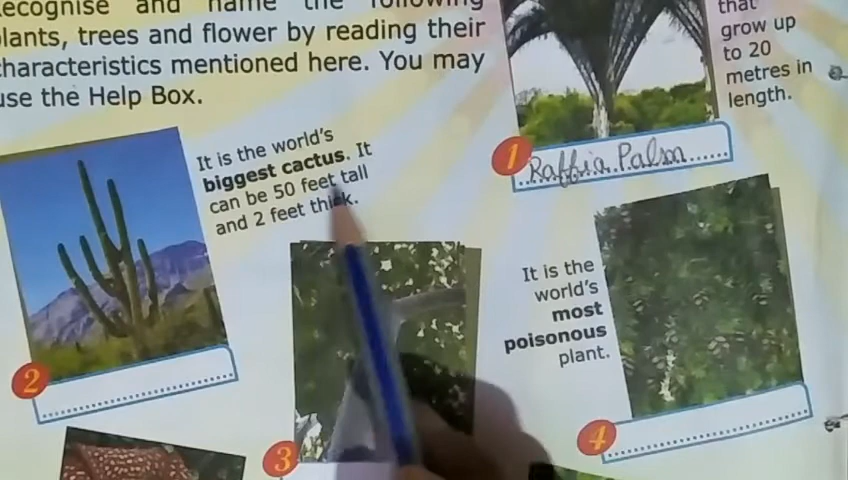 Recognise and name the following
plants, trees and flower by reading their
characteristics mentioned here. You may
use the Help Box.
that
grow up
to 20
metres in
length.
1
Raffia Palm
It is the world's
biggest cactus. It
can be 50 feet tall
and 2 feet thick.
2
It is the
world's
most
poisonous
plant.
3
4